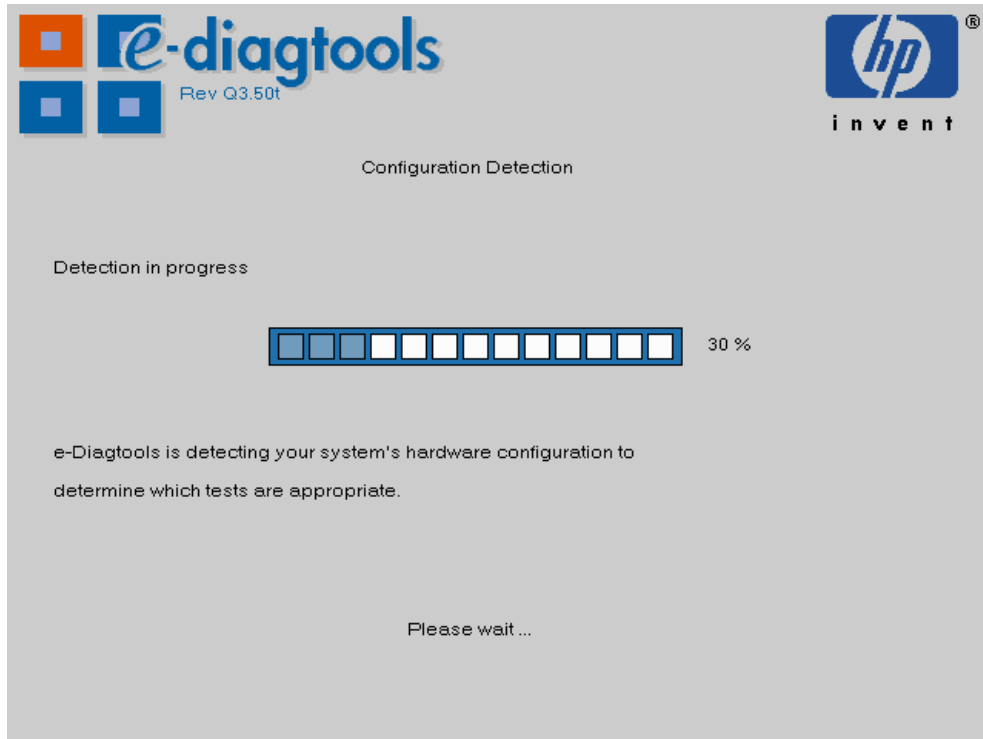 e-diagtools
Rev Q3.50t
hp
®
invent
Configuration Detection
Detection in progress
30 %
e-Diagtools is detecting your system's hardware configuration to
determine which tests are appropriate.
Please wait ...